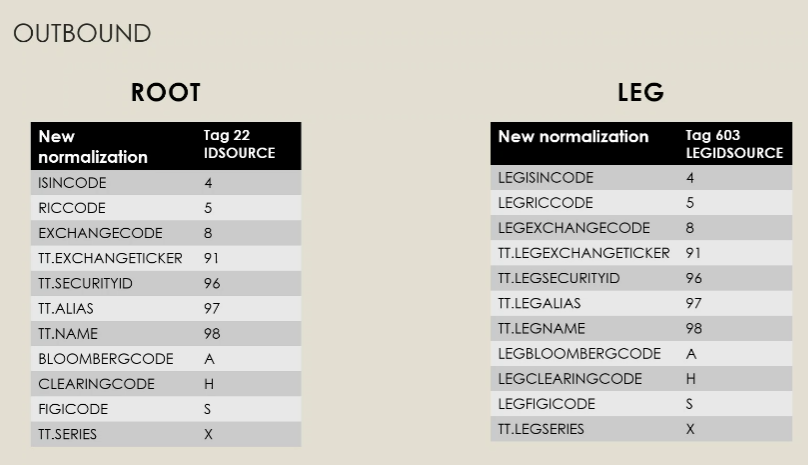 OUTBOUND
ROOT
New normalization Tag 22 IDSOURCE
ISINCODE 4
RICCODE 5
EXCHANGECODE 8
TT.EXCHANGETICKER 91
TT.SECURITYID 96
TT.ALIAS 97
TT.NAME 98
BLOOMBERGCODE A
CLEARINGCODE H
FIGICODE S
TT.SERIES X
LEG
New normalization Tag 603 LEGIDSOURCE
LEGISINCODE 4
LEGRICCODE 5
LEGEXCHANGECODE 8
TT.LEGEXCHANGETICKER 91
TT.LEGSECURITYID 96
TT.LEGALIAS 97
TT.LEGNAME 98
LEGBLOOMBERGCODE A
LEGCLEARINGCODE H
LEGFIGICODE S
TT.LEGSERIES X